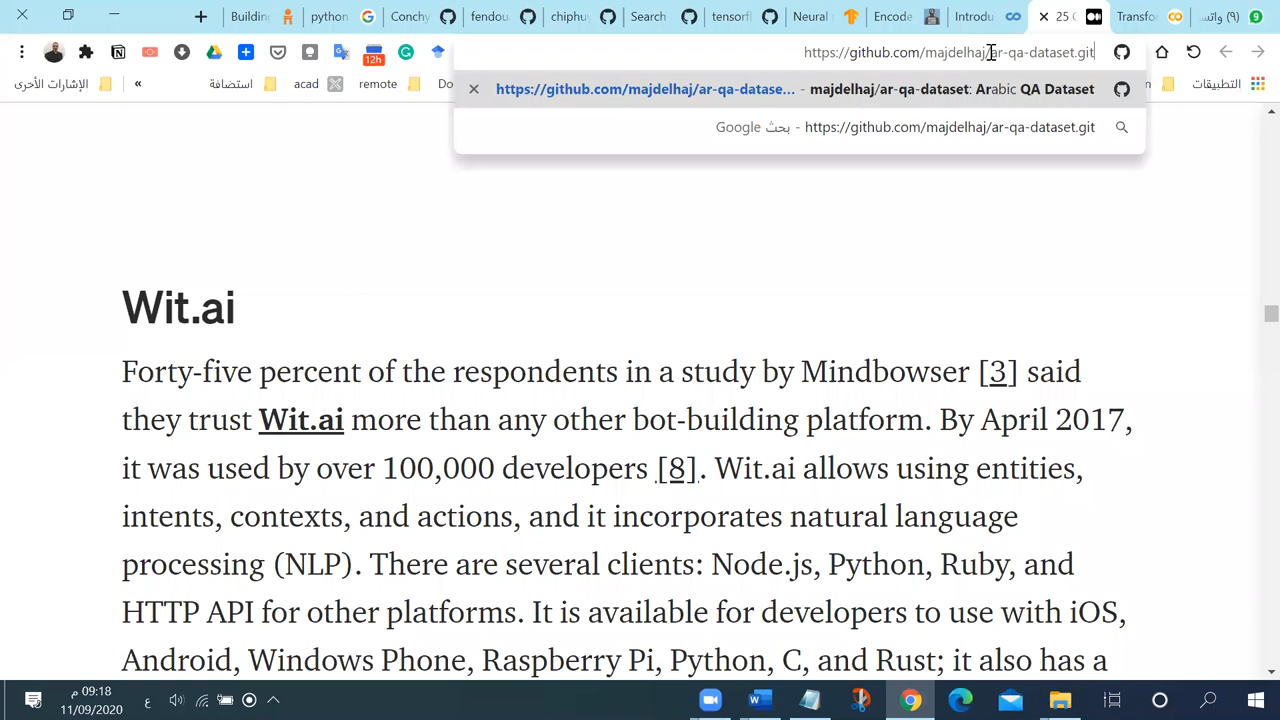 Building
python
Conchy
fendou
chiphuy
Search
tensorfl
Neural
Encode
Introdu
25 C
Transfo
(٩) واتس
9
12h
https://github.com/majdelhaj/ar-qa-dataset.git
الإشارات الأخرى
«
استضافة
acad
remote
Do
التطبيقات
https://github.com/majdelhaj/ar-qa-datase... - majdelhaj/ar-qa-dataset: Arabic QA Dataset
https://github.com/majdelhaj/ar-qa-dataset.git - بحث Google
Wit.ai
Forty-five percent of the respondents in a study by Mindbowser [3] said
they trust Wit.ai more than any other bot-building platform. By April 2017,
it was used by over 100,000 developers [8]. Wit.ai allows using entities,
intents, contexts, and actions, and it incorporates natural language
processing (NLP). There are several clients: Node.js, Python, Ruby, and
HTTP API for other platforms. It is available for developers to use with iOS,
Android, Windows Phone, Raspberry Pi, Python, C, and Rust; it also has a
09:18 م
11/09/2020
ع